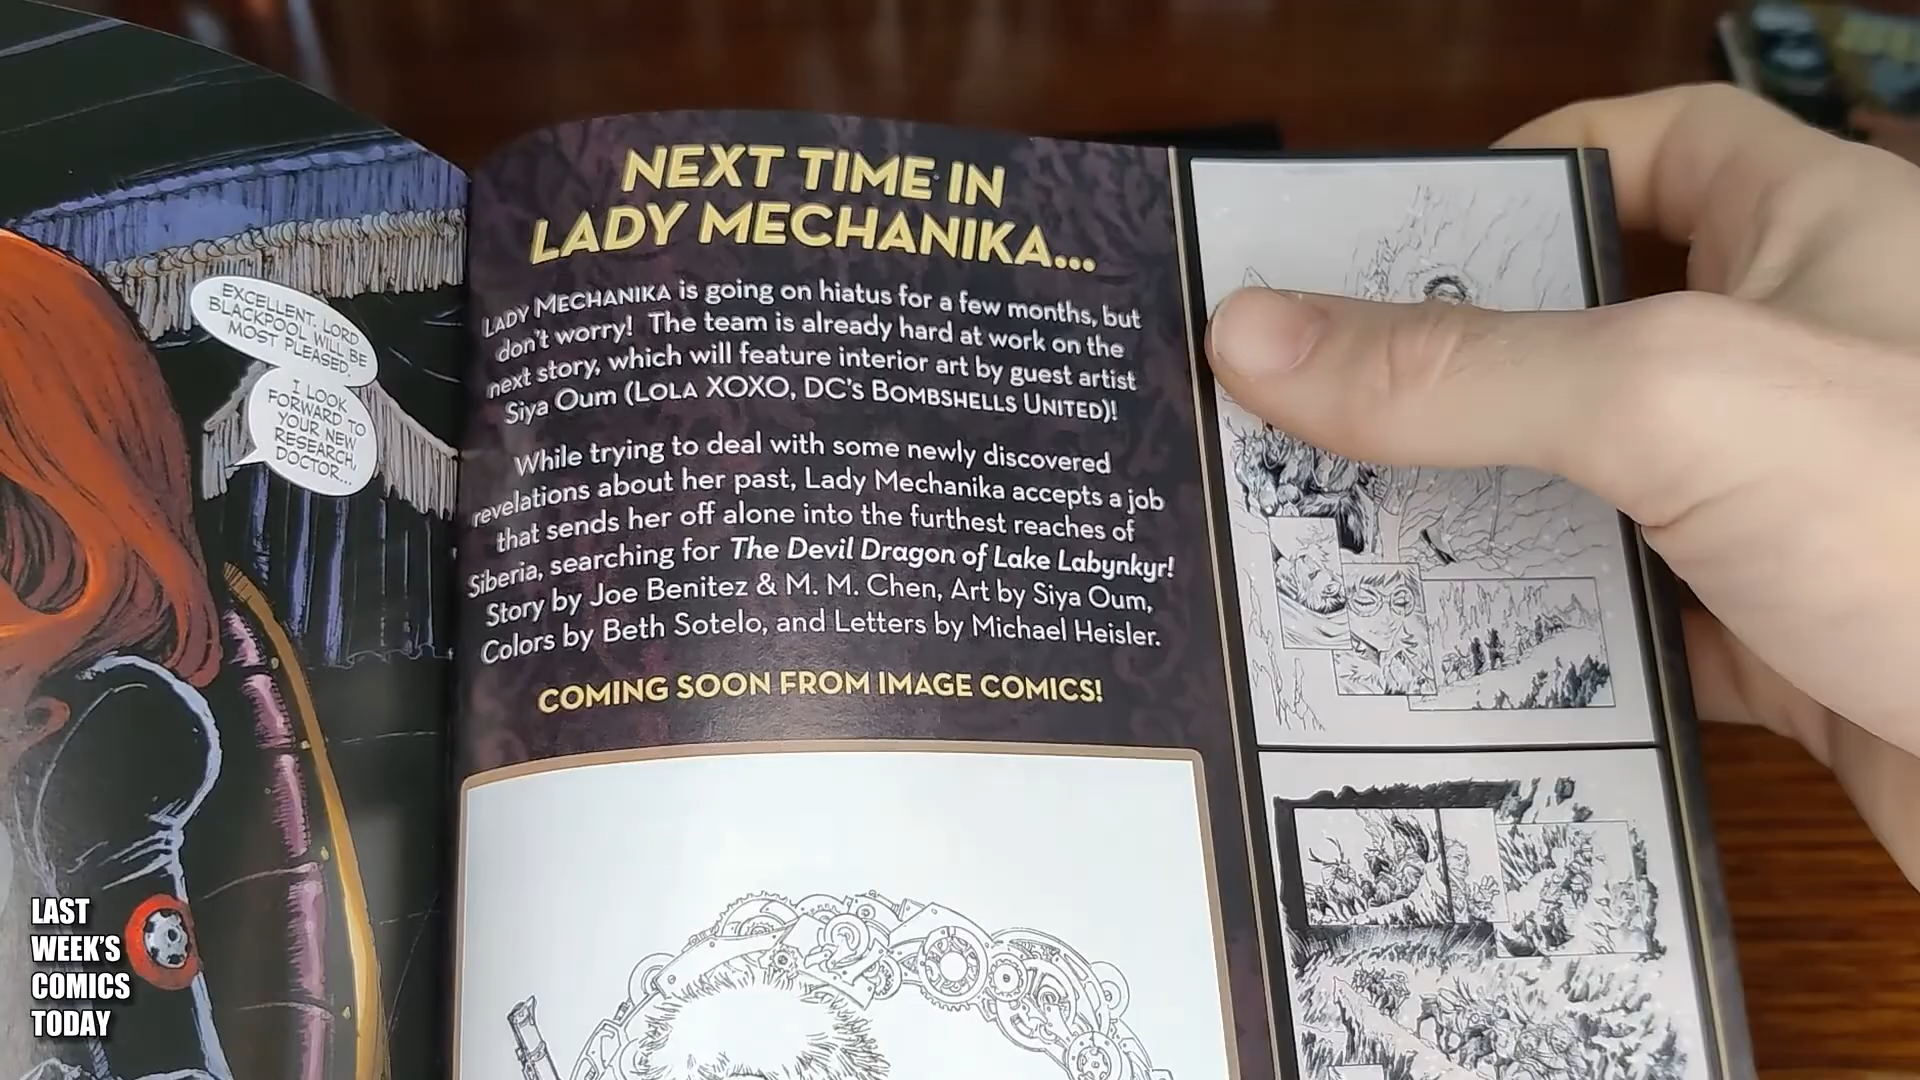 EXCELLENT. LORD
BLACKPOOL WILL BE
MOST PLEASED.
I LOOK
FORWARD TO
YOUR NEW
RESEARCH,
DOCTOR...
NEXT TIME IN
LADY MECHANIKA...
LADY MECHANIKA is going on hiatus for a few months, but
don't worry! The team is already hard at work on the
next story, which will feature interior art by guest artist
Siya Oum (LOLA XOXO, DC'S BOMBSHELLS UNITED)!
While trying to deal with some newly discovered
revelations about her past, Lady Mechanika accepts a job
that sends her off alone into the furthest reaches of
Siberia, searching for The Devil Dragon of Lake Labynkyr!
Story by Joe Benitez & M. M. Chen, Art by Siya Oum,
Colors by Beth Sotelo, and Letters by Michael Heisler.
COMING SOON FROM IMAGE COMICS!
LAST
WEEK'S
COMICS
TODAY